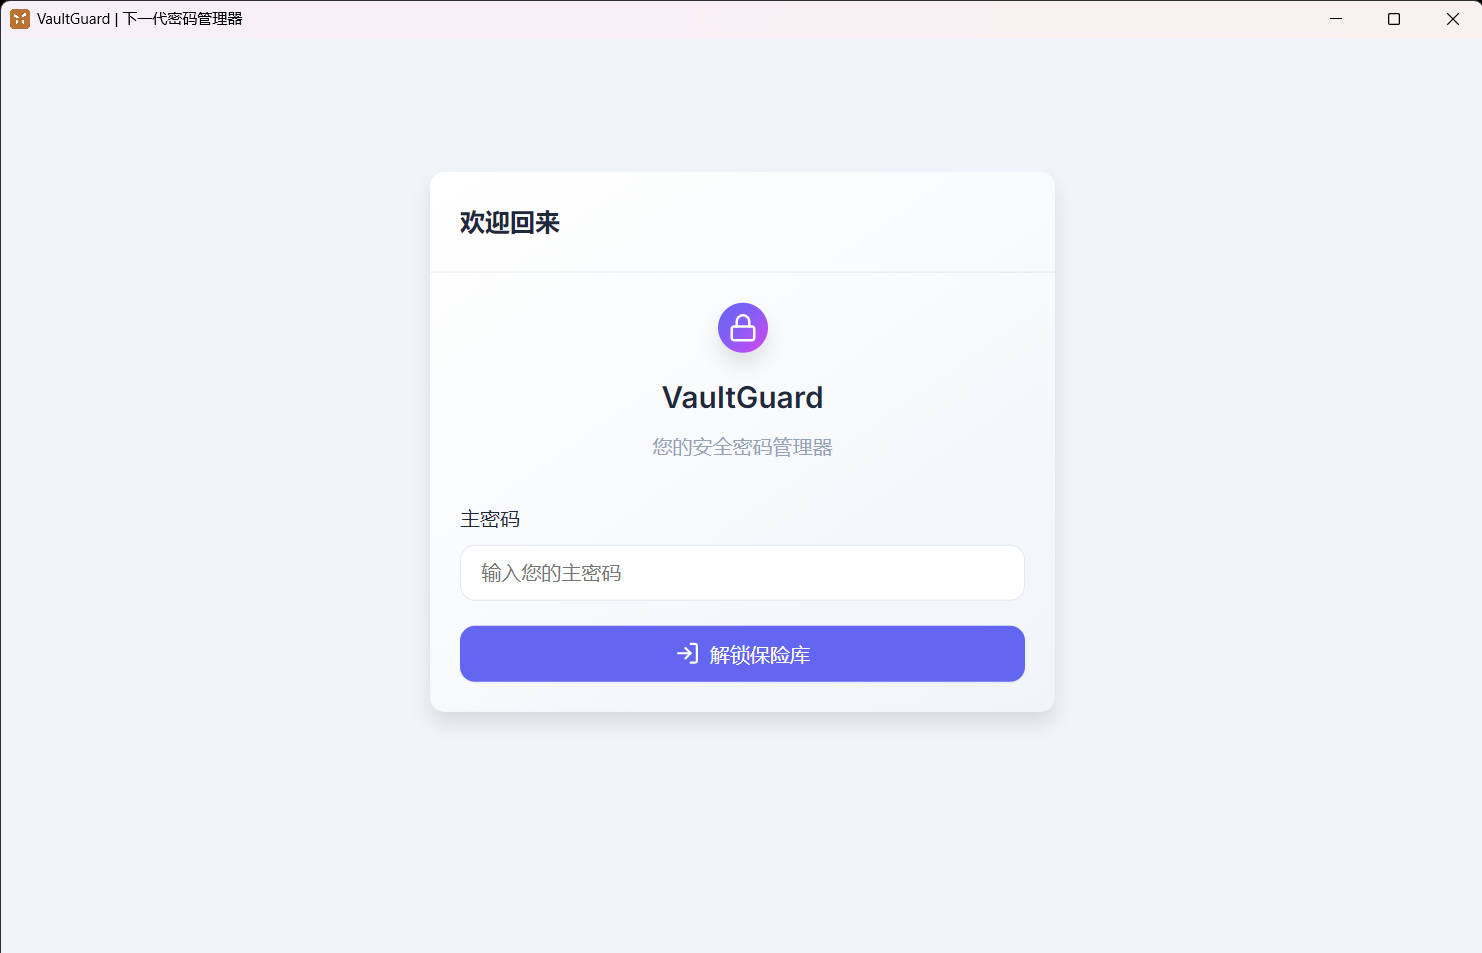 VaultGuard | 下一代密码管理器
欢迎回来
VaultGuard
您的安全密码管理器
主密码
输入您的主密码
解锁保险库